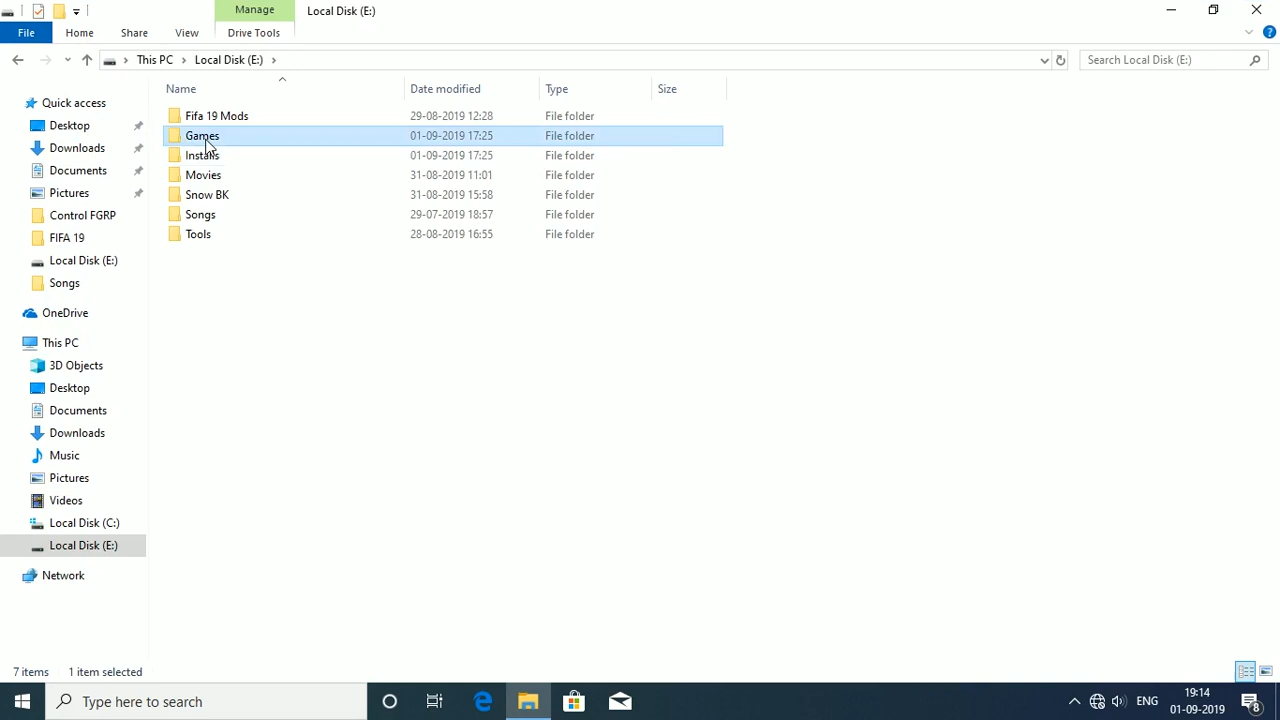 Manage
Local Disk (E:)
File
Home
Share
View
Drive Tools
This PC
Local Disk (E:)
Search Local Disk (E:)
Name
Date modified
Type
Size
Quick access
Desktop
Downloads
Documents
Pictures
Control FGRP
FIFA 19
Local Disk (E:)
Songs
OneDrive
This PC
3D Objects
Desktop
Documents
Downloads
Music
Pictures
Videos
Local Disk (C:)
Local Disk (E:)
Network
Fifa 19 Mods 29-08-2019 12:28 File folder
Games 01-09-2019 17:25 File folder
Installs 01-09-2019 17:25 File folder
Movies 31-08-2019 11:01 File folder
Snow BK 31-08-2019 15:58 File folder
Songs 29-07-2019 18:57 File folder
Tools 28-08-2019 16:55 File folder
7 items
1 item selected
Type here to search
ENG
19:14
01-09-2019
8